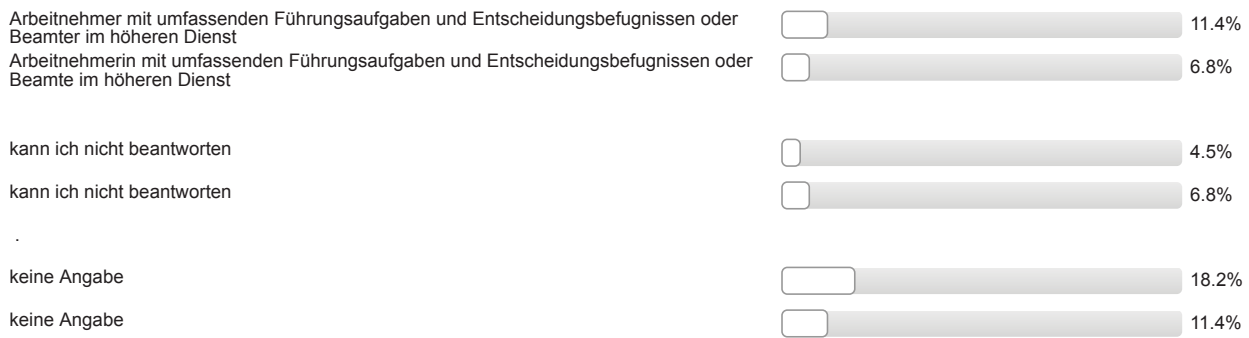 Arbeitnehmer mit umfassenden Führungsaufgaben und Entscheidungsbefugnissen oder
Beamter im höheren Dienst
11.4%
Arbeitnehmerin mit umfassenden Führungsaufgaben und Entscheidungsbefugnissen oder
Beamte im höheren Dienst
6.8%
kann ich nicht beantworten
4.5%
kann ich nicht beantworten
6.8%
.
keine Angabe
18.2%
keine Angabe
11.4%